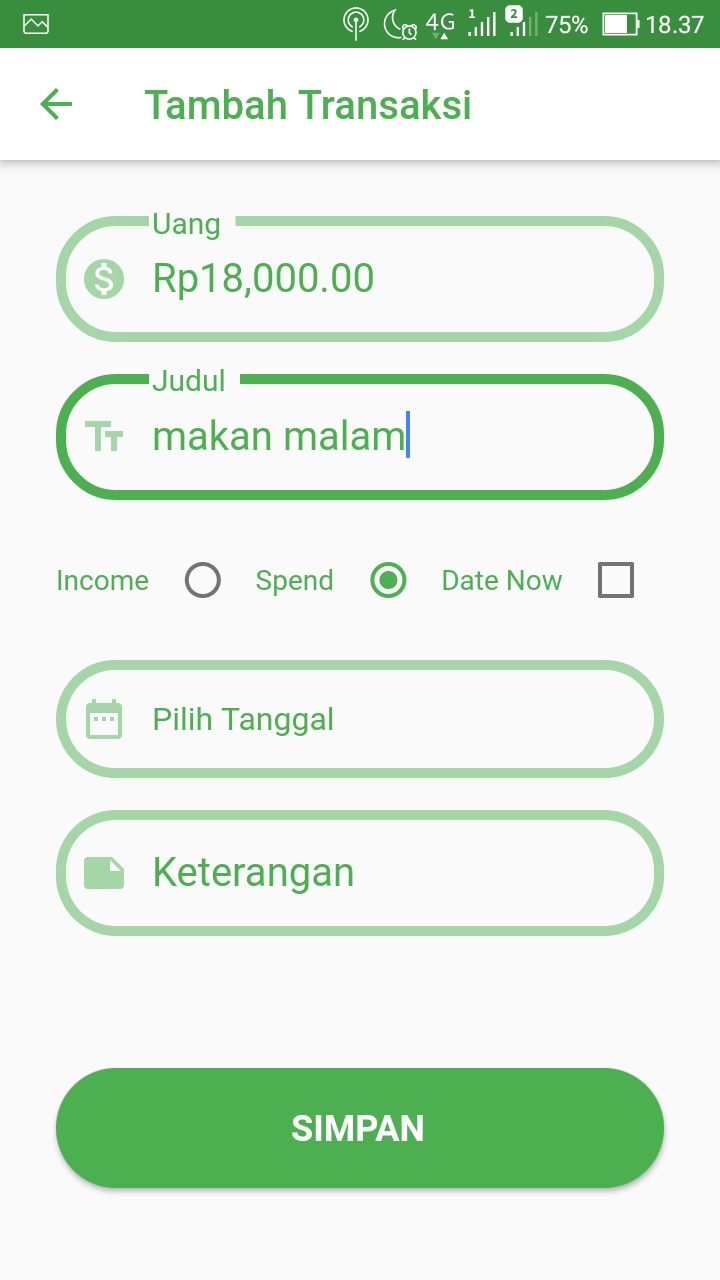 4G 1 2 75% 18.37
Tambah Transaksi
Uang
Rp18,000.00
Judul
makan malam
Income Spend Date Now
Pilih Tanggal
Keterangan
SIMPAN